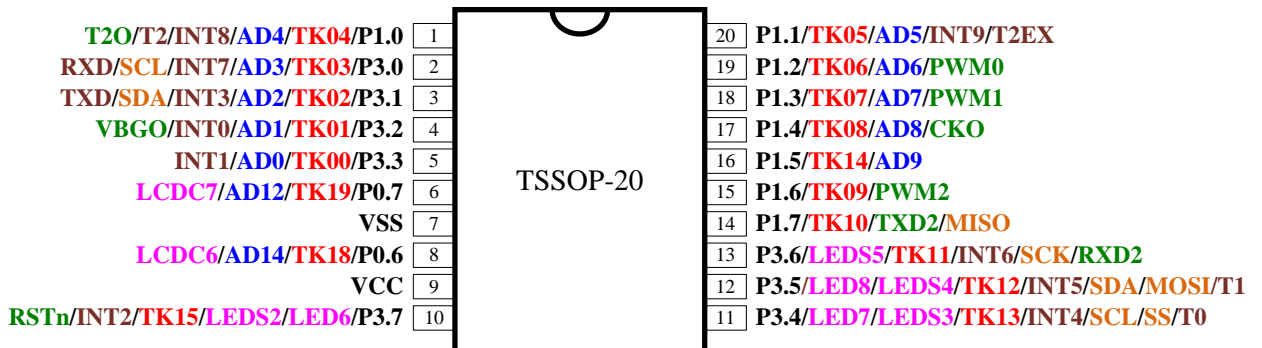 T2O/T2/INT8/AD4/TK04/P1.0 1 20 P1.1/TK05/AD5/INT9/T2EX
RXD/SCL/INT7/AD3/TK03/P3.0 2 19 P1.2/TK06/AD6/PWM0
TXD/SDA/INT3/AD2/TK02/P3.1 3 18 P1.3/TK07/AD7/PWM1
VBGO/INT0/AD1/TK01/P3.2 4 17 P1.4/TK08/AD8/CKO
INT1/AD0/TK00/P3.3 5 TSSOP-20 16 P1.5/TK14/AD9
LCDC7/AD12/TK19/P0.7 6 15 P1.6/TK09/PWM2
VSS 7 14 P1.7/TK10/TXD2/MISO
LCDC6/AD14/TK18/P0.6 8 13 P3.6/LEDS5/TK11/INT6/SCK/RXD2
VCC 9 12 P3.5/LED8/LEDS4/TK12/INT5/SDA/MOSI/T1
RSTn/INT2/TK15/LEDS2/LED6/P3.7 10 11 P3.4/LED7/LEDS3/TK13/INT4/SCL/SS/T0